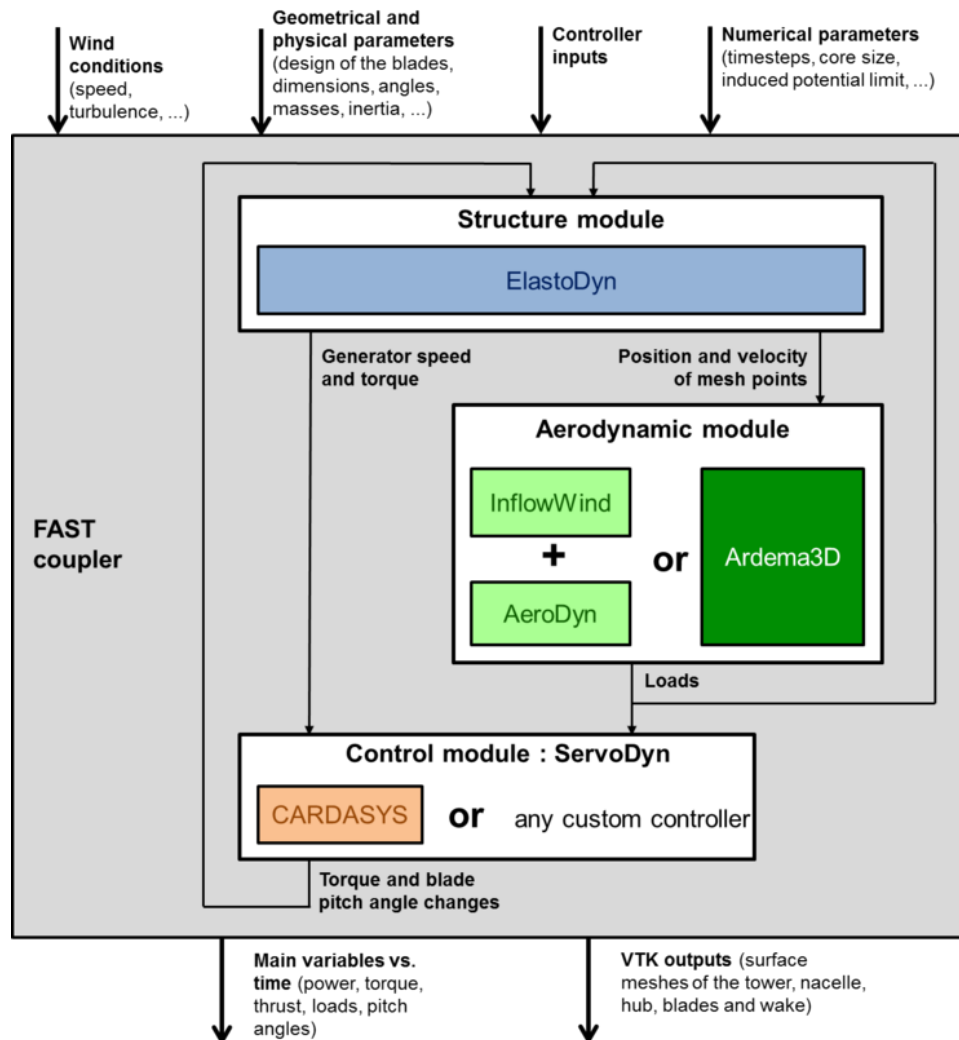 Wind
conditions
(speed,
turbulence, ...)
Geometrical and
physical parameters
(design of the blades,
dimensions, angles,
masses, inertia, ...)
Controller
inputs
Numerical parameters
(timesteps, core size,
induced potential limit, ...)
Structure module
ElastoDyn
Generator speed
and torque
Position and velocity
of mesh points
Aerodynamic module
InflowWind
+
AeroDyn
or
Ardema3D
FAST
coupler
Loads
Control module : ServoDyn
CARDASYS
or
any custom controller
Torque and blade
pitch angle changes
Main variables vs.
time (power, torque,
thrust, loads, pitch
angles)
VTK outputs (surface
meshes of the tower, nacelle,
hub, blades and wake)